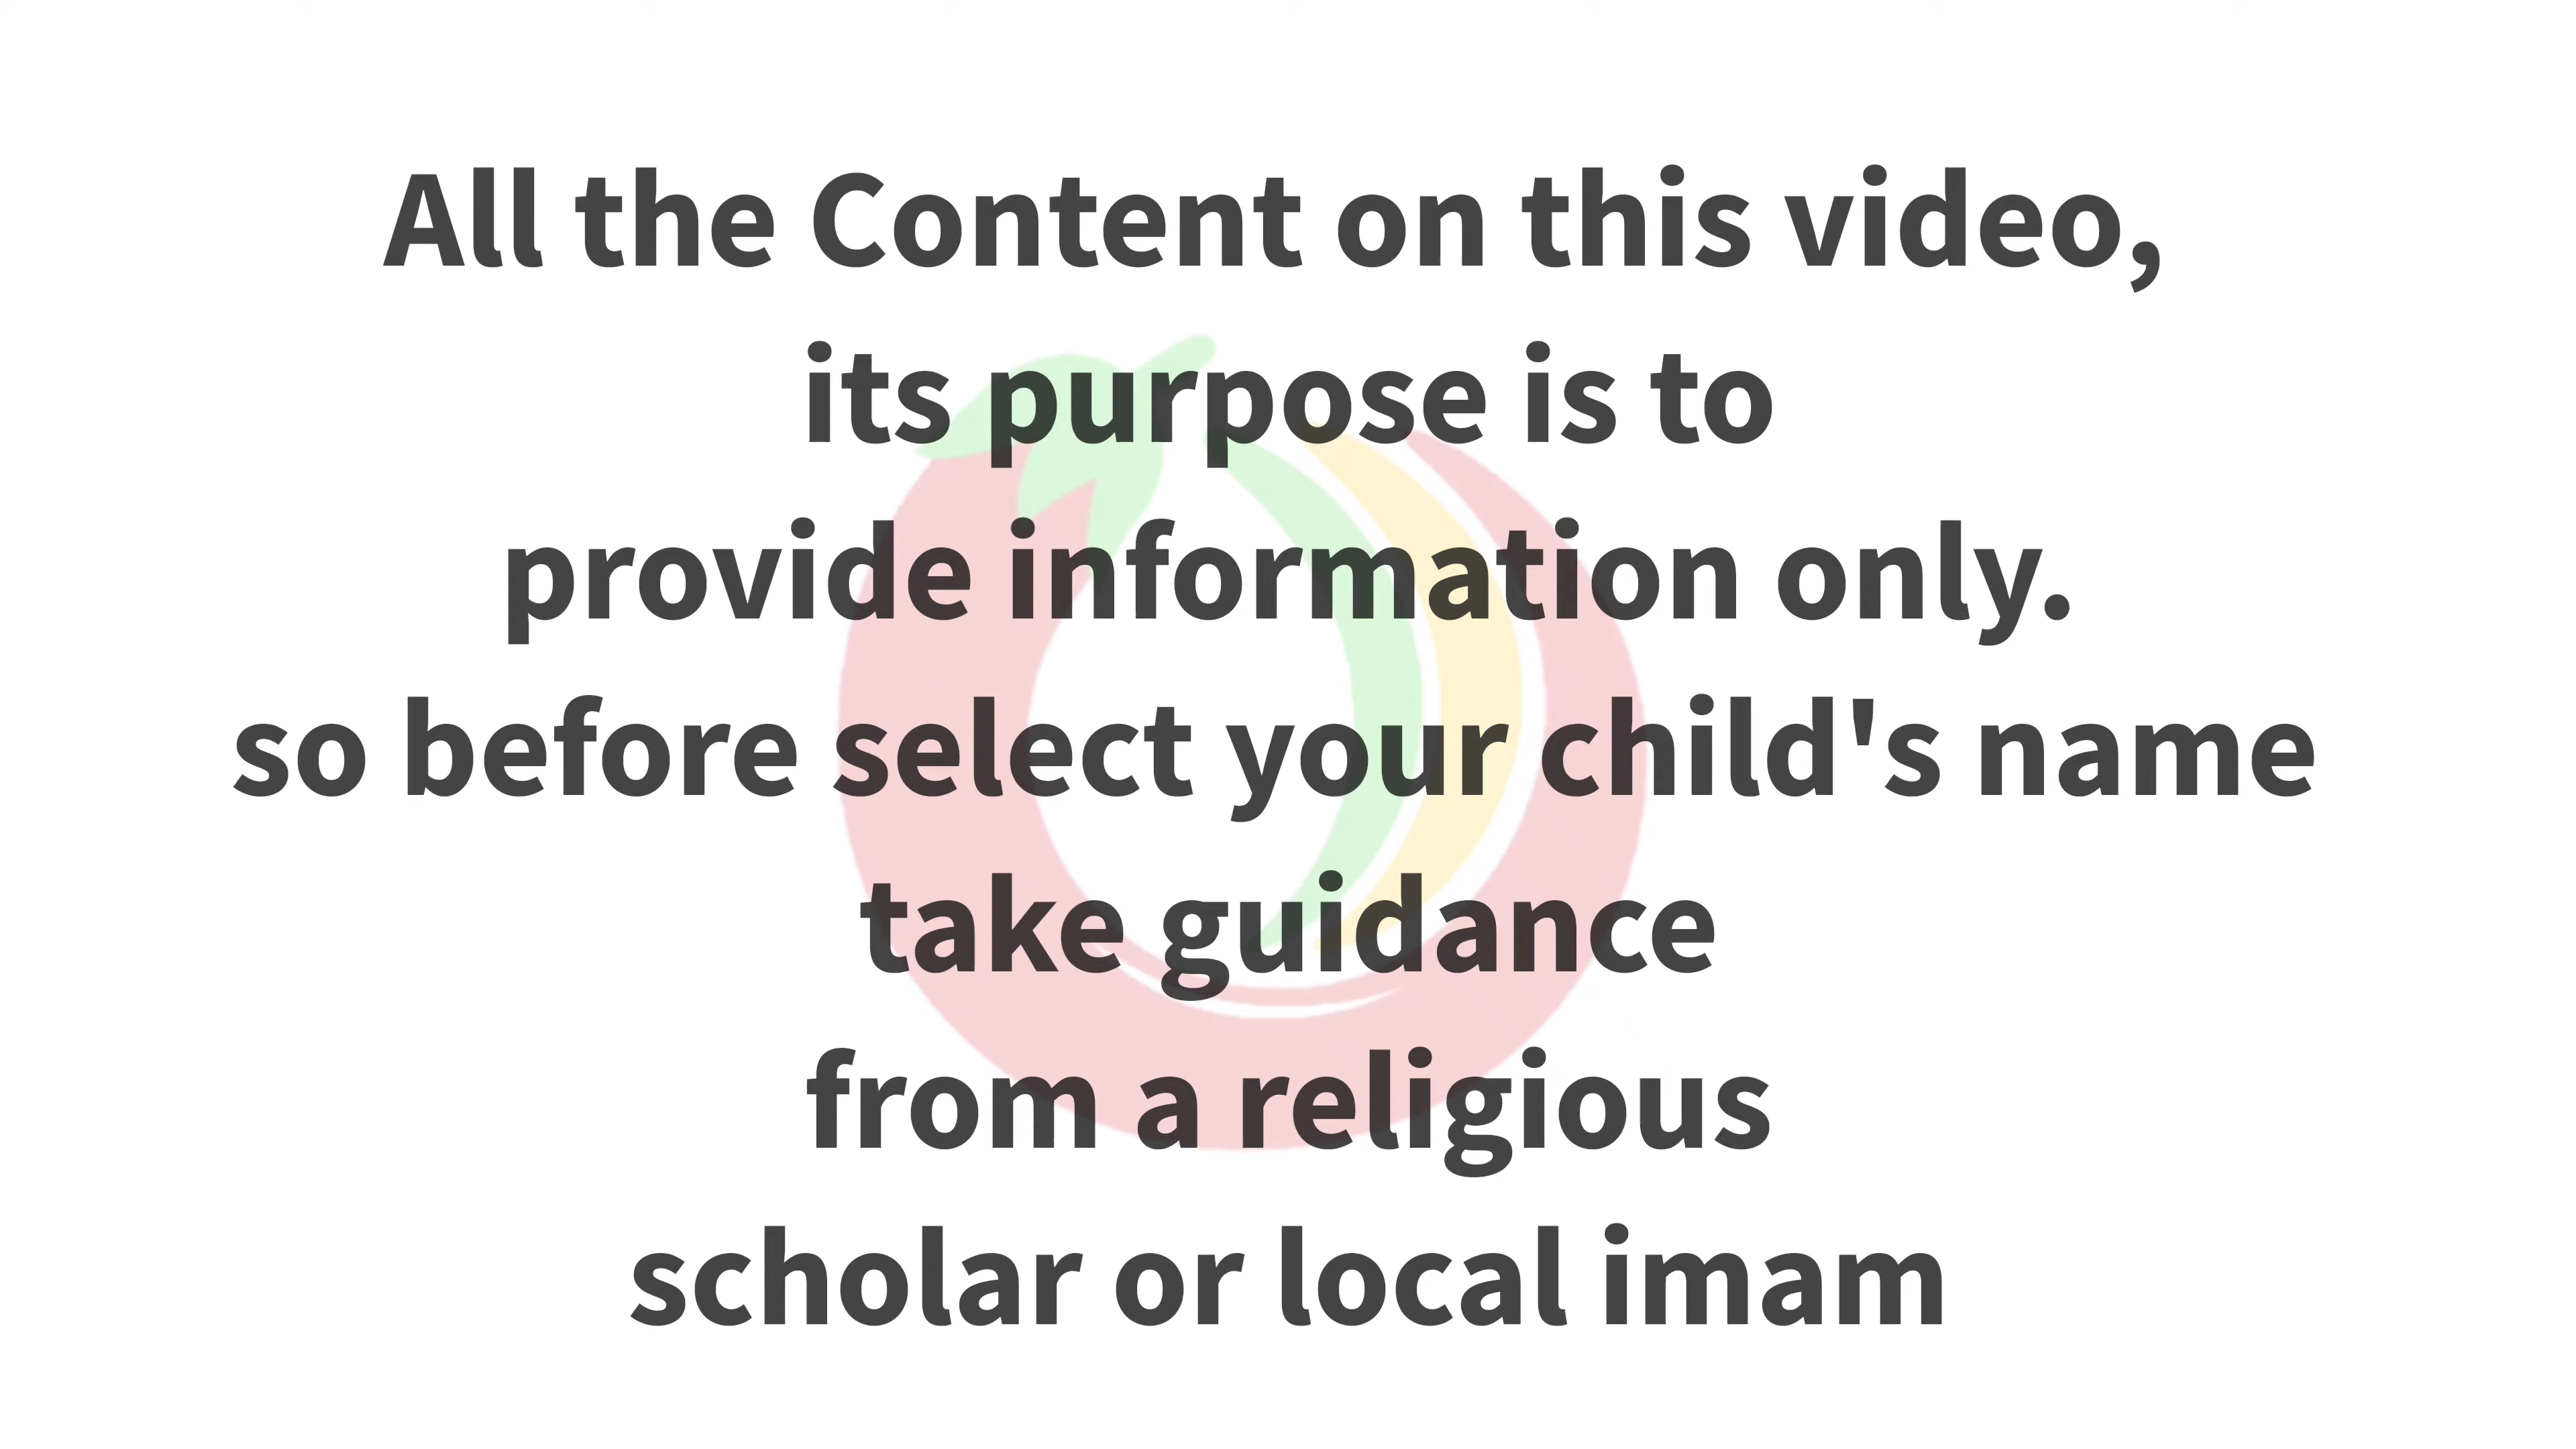 All the Content on this video,
its purpose is to
provide information only.
so before select your child's name
take guidance
from a religious
scholar or local imam